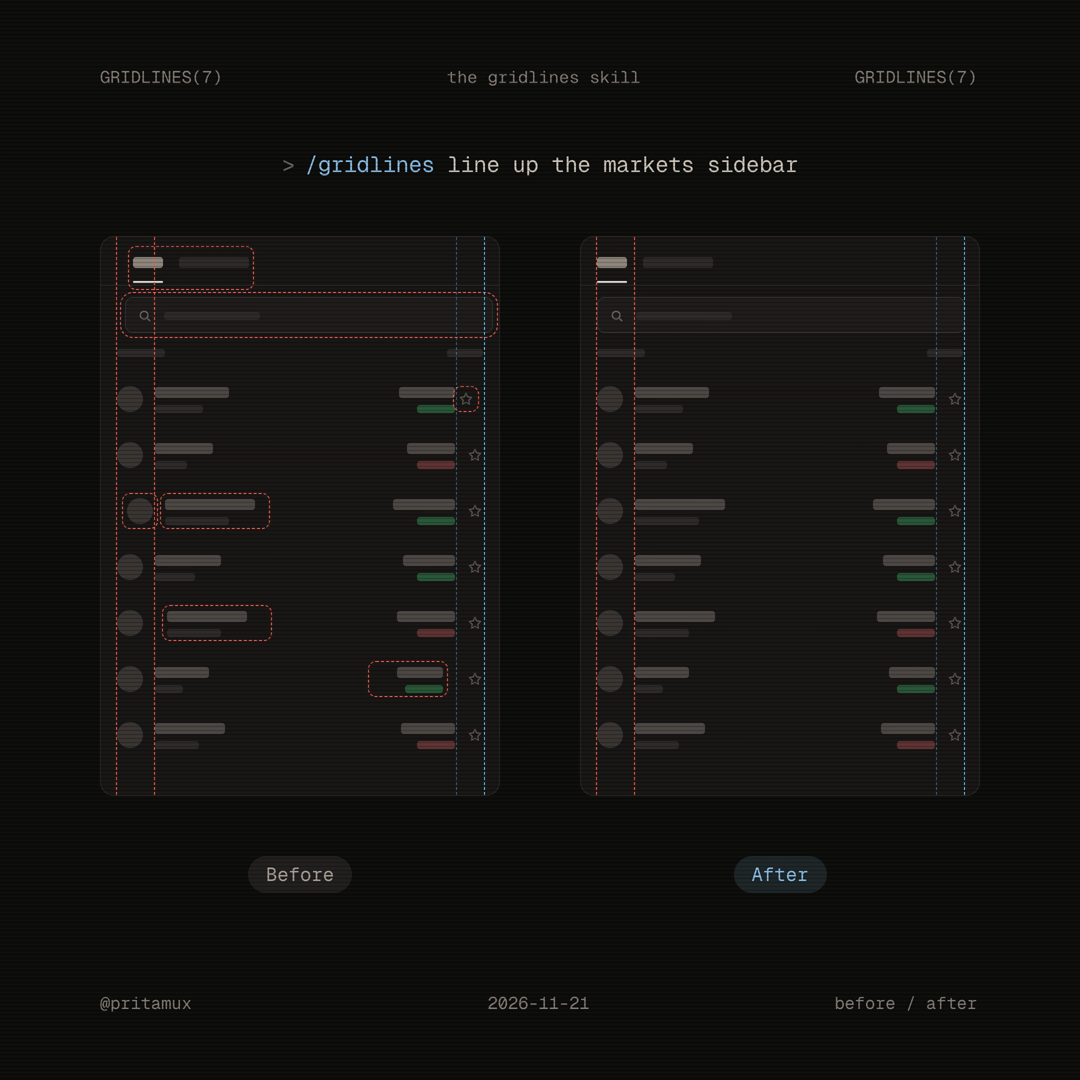 GRIDLINES(7) the gridlines skill GRIDLINES(7)
> /gridlines line up the markets sidebar
Before After
@pritamux 2026-11-21 before / after